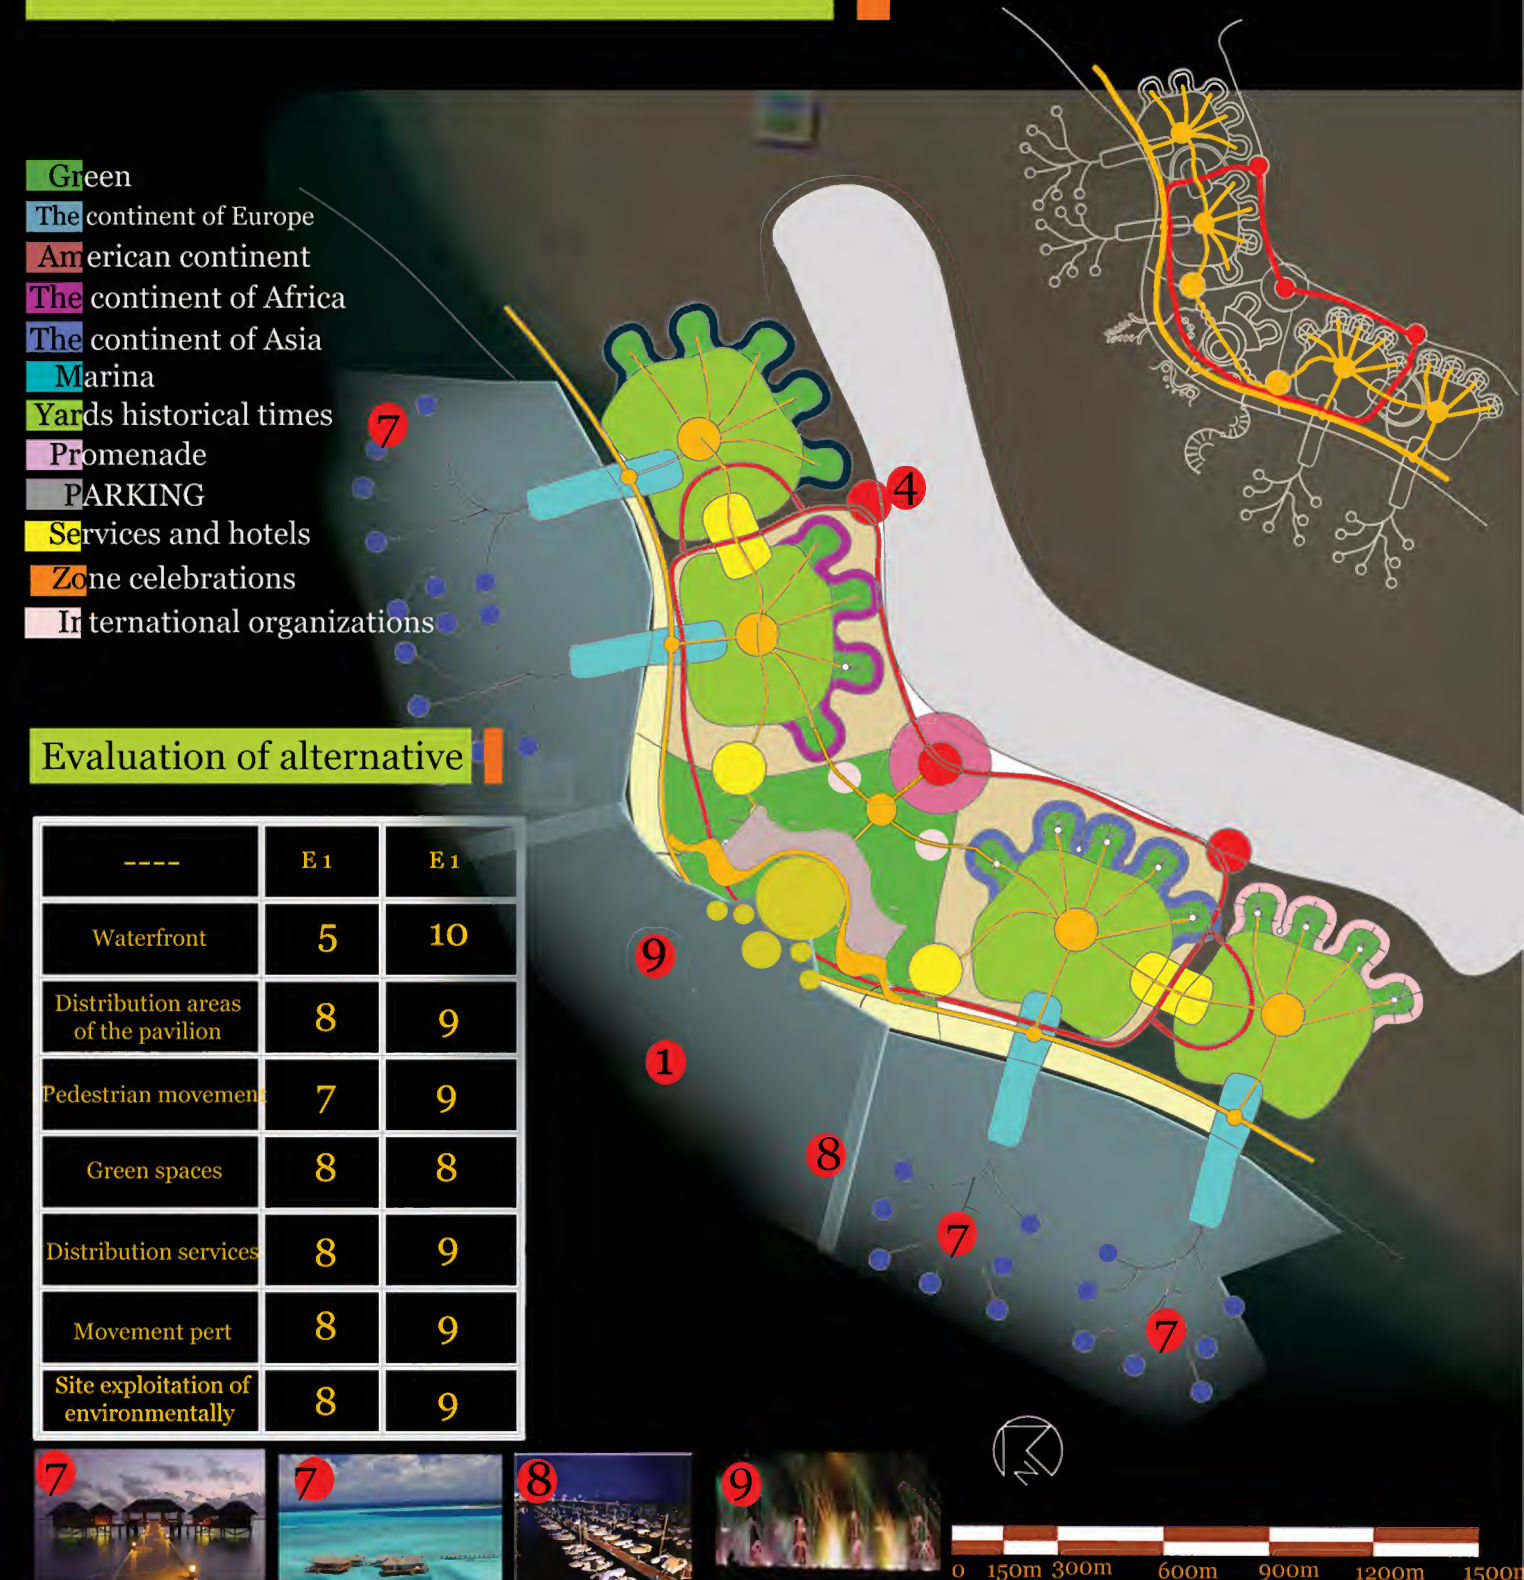 Green
The continent of Europe
American continent
The continent of Africa
The continent of Asia
Marina
Yards historical times
Promenade
PARKING
Services and hotels
Zone celebrations
International organizations
7
4
9
1
8
7
7
Evaluation of alternative
---- E 1 E 1
Waterfront 5 10
Distribution areas
of the pavilion 8 9
Pedestrian movement 7 9
Green spaces 8 8
Distribution services 8 9
Movement pert 8 9
Site exploitation of
environmentally 8 9
7
7
8
9
N
0 150m 300m 600m 900m 1200m 1500m